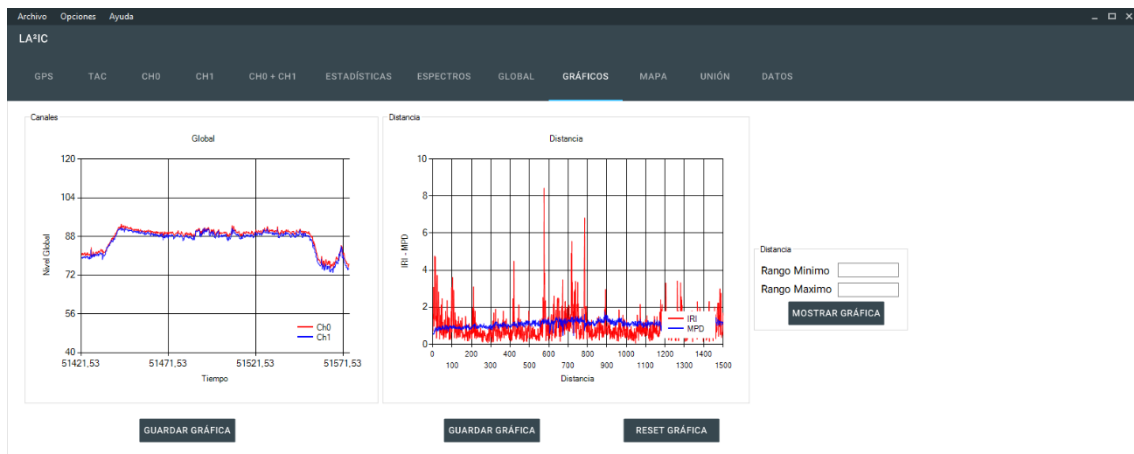 Archivo Opciones Ayuda
LA²IC
GPS TAC CH0 CH1 CH0 + CH1 ESTADÍSTICAS ESPECTROS GLOBAL GRÁFICOS MAPA UNIÓN DATOS
Canales
Global
120
104
88
72
56
40
Nivel Global
51421,53 51471,53 51521,53 51571,53
Tiempo
Ch0
Ch1
GUARDAR GRÁFICA
Distancia
Distancia
10
8
6
4
2
0
IRI - MPD
0 200 400 600 800 1000 1200 1400
100 300 500 700 900 1100 1300 1500
Distancia
IRI
MPD
GUARDAR GRÁFICA
RESET GRÁFICA
Distancia
Rango Minimo
Rango Maximo
MOSTRAR GRÁFICA